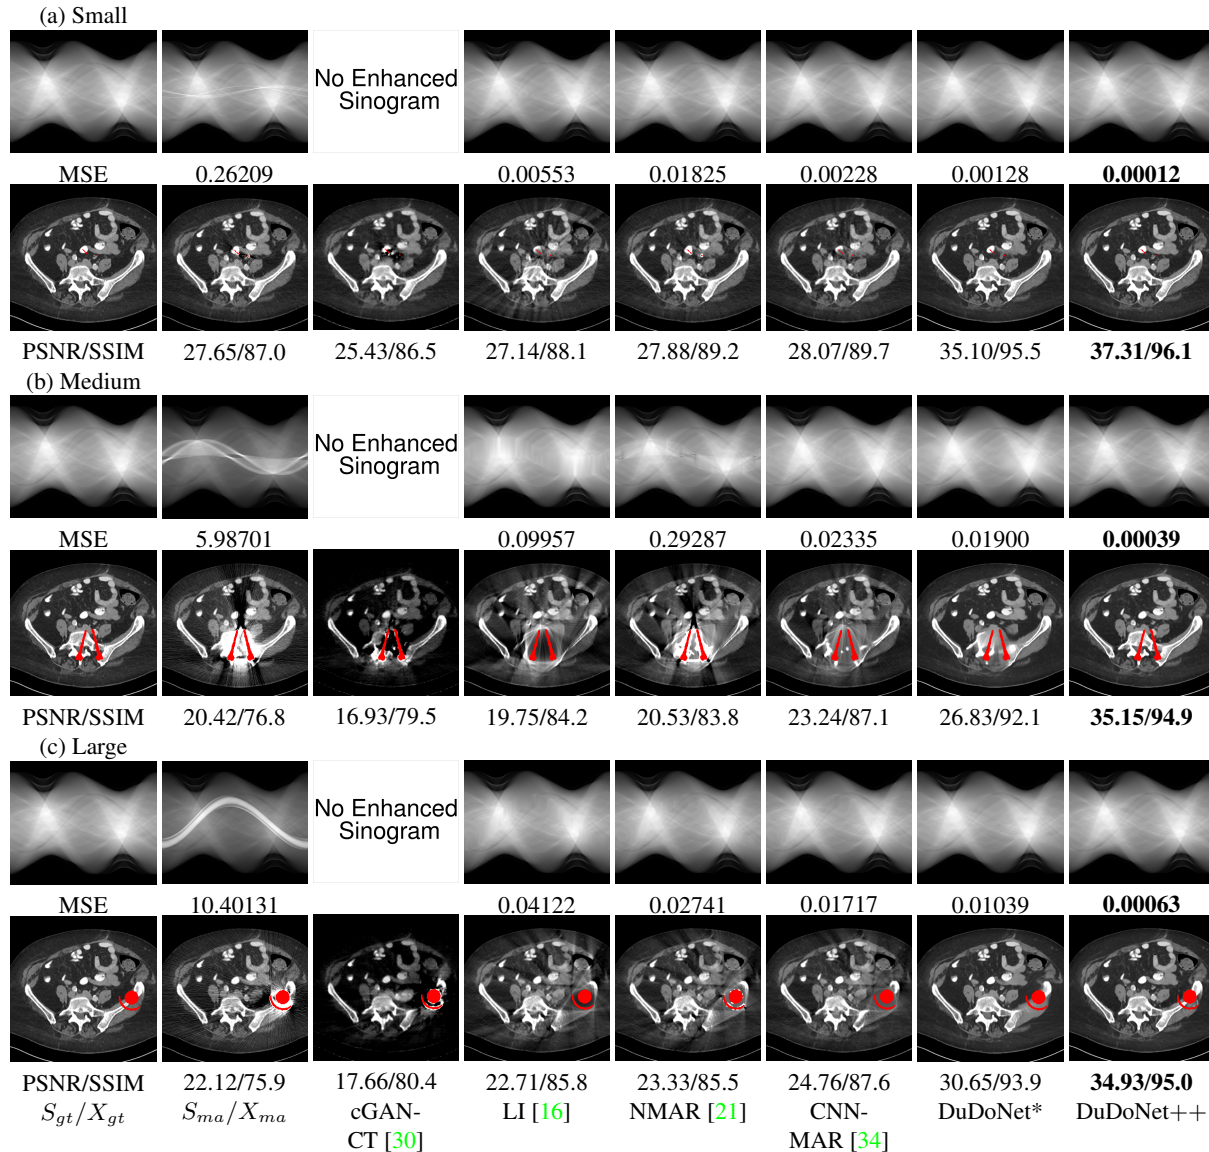 (a) Small
No Enhanced
Sinogram
MSE 0.26209 0.00553 0.01825 0.00228 0.00128 0.00012
PSNR/SSIM 27.65/87.0 25.43/86.5 27.14/88.1 27.88/89.2 28.07/89.7 35.10/95.5 37.31/96.1
(b) Medium
No Enhanced
Sinogram
MSE 5.98701 0.09957 0.29287 0.02335 0.01900 0.00039
PSNR/SSIM 20.42/76.8 16.93/79.5 19.75/84.2 20.53/83.8 23.24/87.1 26.83/92.1 35.15/94.9
(c) Large
No Enhanced
Sinogram
MSE 10.40131 0.04122 0.02741 0.01717 0.01039 0.00063
PSNR/SSIM 22.12/75.9 17.66/80.4 22.71/85.8 23.33/85.5 24.76/87.6 30.65/93.9 34.93/95.0
S_gt/X_gt S_ma/X_ma cGAN- LI [16] NMAR [21] CNN- DuDoNet* DuDoNet++
CT [30] MAR [34]